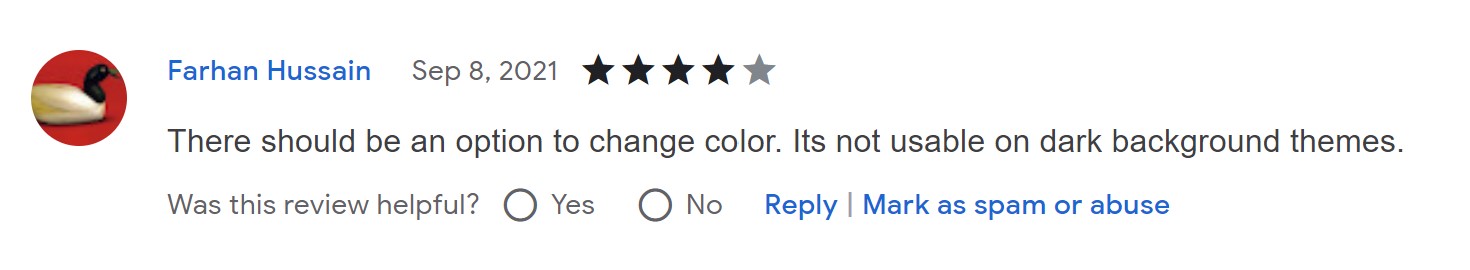 Farhan Hussain Sep 8, 2021
There should be an option to change color. Its not usable on dark background themes.
Was this review helpful? Yes No Reply | Mark as spam or abuse